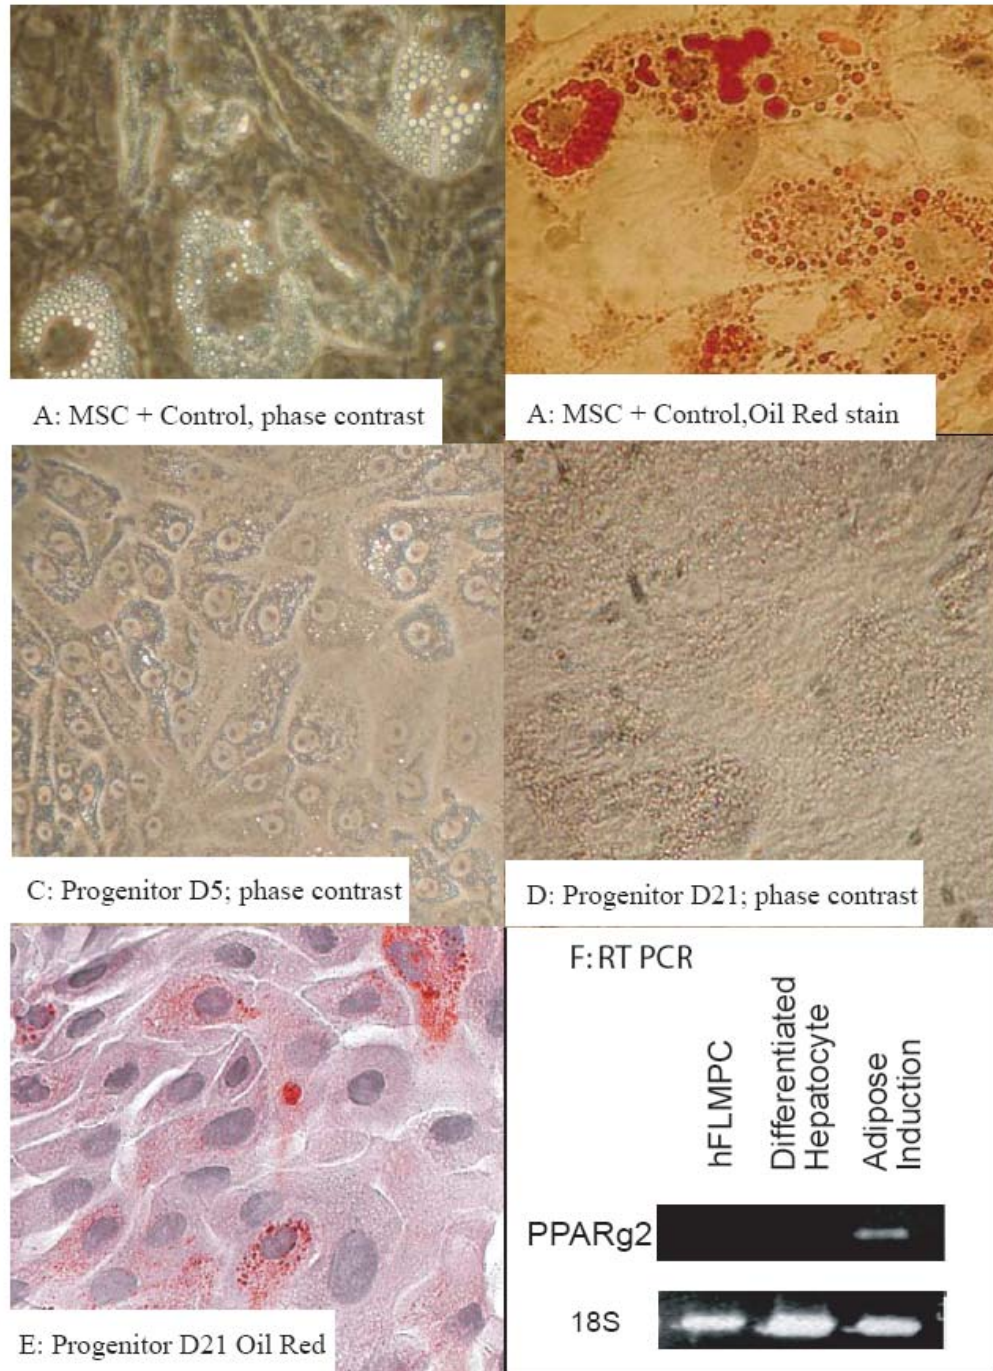 A: MSC + Control, phase contrast
A: MSC + Control,Oil Red stain
C: Progenitor D5; phase contrast
D: Progenitor D21; phase contrast
E: Progenitor D21 Oil Red
F: RT PCR
hFLMPC
Differentiated
Hepatocyte
Adipose
Induction
PPARg2
18S